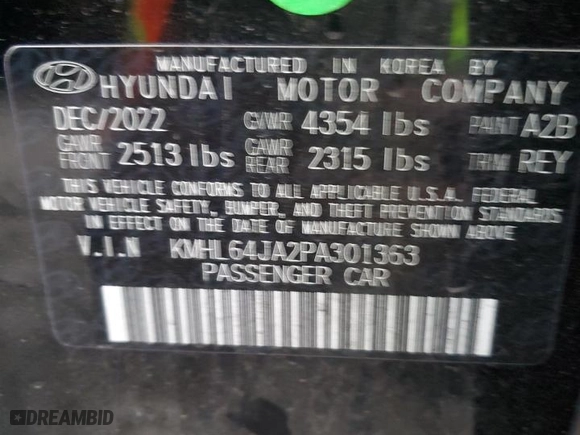 MANUFACTURED IN KOREA BY
HYUNDAI MOTOR COMPANY
DEC/2022 GVWR 4354 lbs PAINT A2B
GAWR FRONT 2513 lbs GAWR REAR 2315 lbs TRIM REY
THIS VEHICLE CONFORMS TO ALL APPLICABLE U.S.A. FEDERAL
MOTOR VEHICLE SAFETY, BUMPER, AND THEFT PREVENTION STANDARDS
IN EFFECT ON THE DATE OF MANUFACTURE SHOWN ABOVE.
V.I.N KMHL64JA2PA301363
PASSENGER CAR
DREAMBID